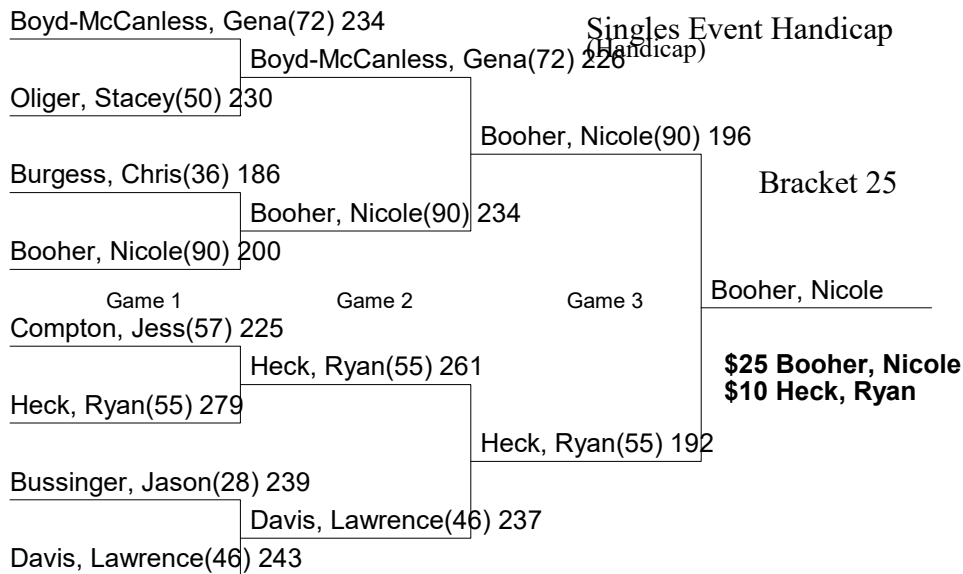 Boyd-McCanless, Gena(72) 234
Singles Event Handicap
(Handicap)
Boyd-McCanless, Gena(72) 226
Oliger, Stacey(50) 230
Booher, Nicole(90) 196
Burgess, Chris(36) 186
Bracket 25
Booher, Nicole(90) 234
Booher, Nicole(90) 200
Game 1 Game 2 Game 3
Booher, Nicole
Compton, Jess(57) 225
Heck, Ryan(55) 261
$25 Booher, Nicole
$10 Heck, Ryan
Heck, Ryan(55) 279
Heck, Ryan(55) 192
Bussinger, Jason(28) 239
Davis, Lawrence(46) 237
Davis, Lawrence(46) 243